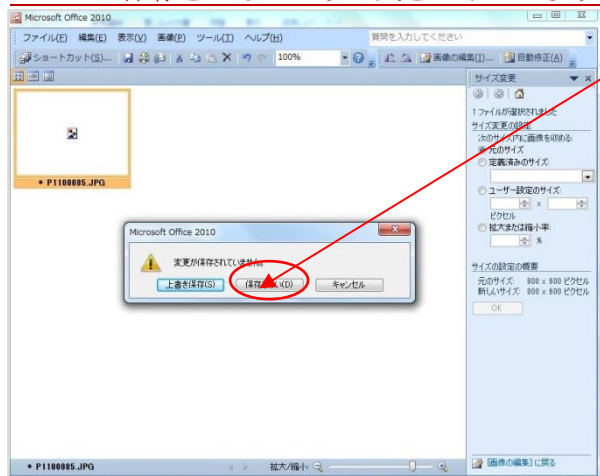 Microsoft Office 2010
ファイル(F) 編集(E) 表示(V) 画像(P) ツール(T) ヘルプ(H)
質問を入力してください
ショートカット(S)...
100%
画像の編集(I)...
自動修正(A)
サイズ変更
1 ファイルが選択されました
サイズ変更の設定
次のサイズ内に画像を収める:
元のサイズ
定義済みのサイズ:
ユーザー設定のサイズ:
x
ピクセル
拡大または縮小率:
%
サイズの設定の概要
元のサイズ: 800 x 600 ピクセル
新しいサイズ: 800 x 600 ピクセル
OK
* P1100085.JPG
Microsoft Office 2010
変更が保存されていません。
上書き保存(S)
(D)
キャンセル
* P1100085.JPG
拡大/縮小:
[画像の編集] に戻る